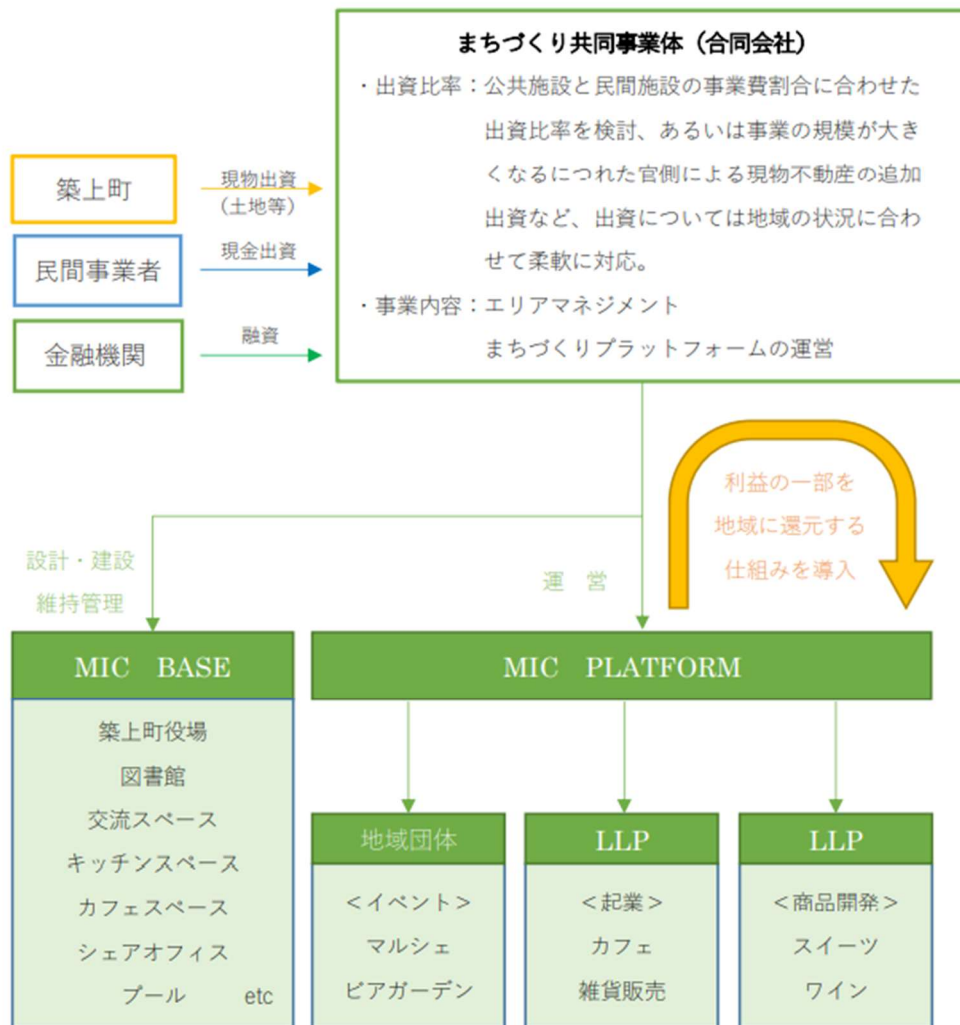 まちづくり共同事業体（合同会社）
・出資比率：公共施設と民間施設の事業費割合に合わせた
出資比率を検討、あるいは事業の規模が大き
くなるにつれた官側による現物不動産の追加
出資など、出資については地域の状況に合わ
せて柔軟に対応。
・事業内容：エリアマネジメント
まちづくりプラットフォームの運営
築上町
現物出資
（土地等）
民間事業者
現金出資
金融機関
融資
利益の一部を
地域に還元する
仕組みを導入
設計・建設
維持管理
運　営
MIC　BASE
築上町役場
図書館
交流スペース
キッチンスペース
カフェスペース
シェアオフィス
プール　　etc
MIC　PLATFORM
地域団体
＜イベント＞
マルシェ
ビアガーデン
LLP
＜起業＞
カフェ
雑貨販売
LLP
＜商品開発＞
スイーツ
ワイン